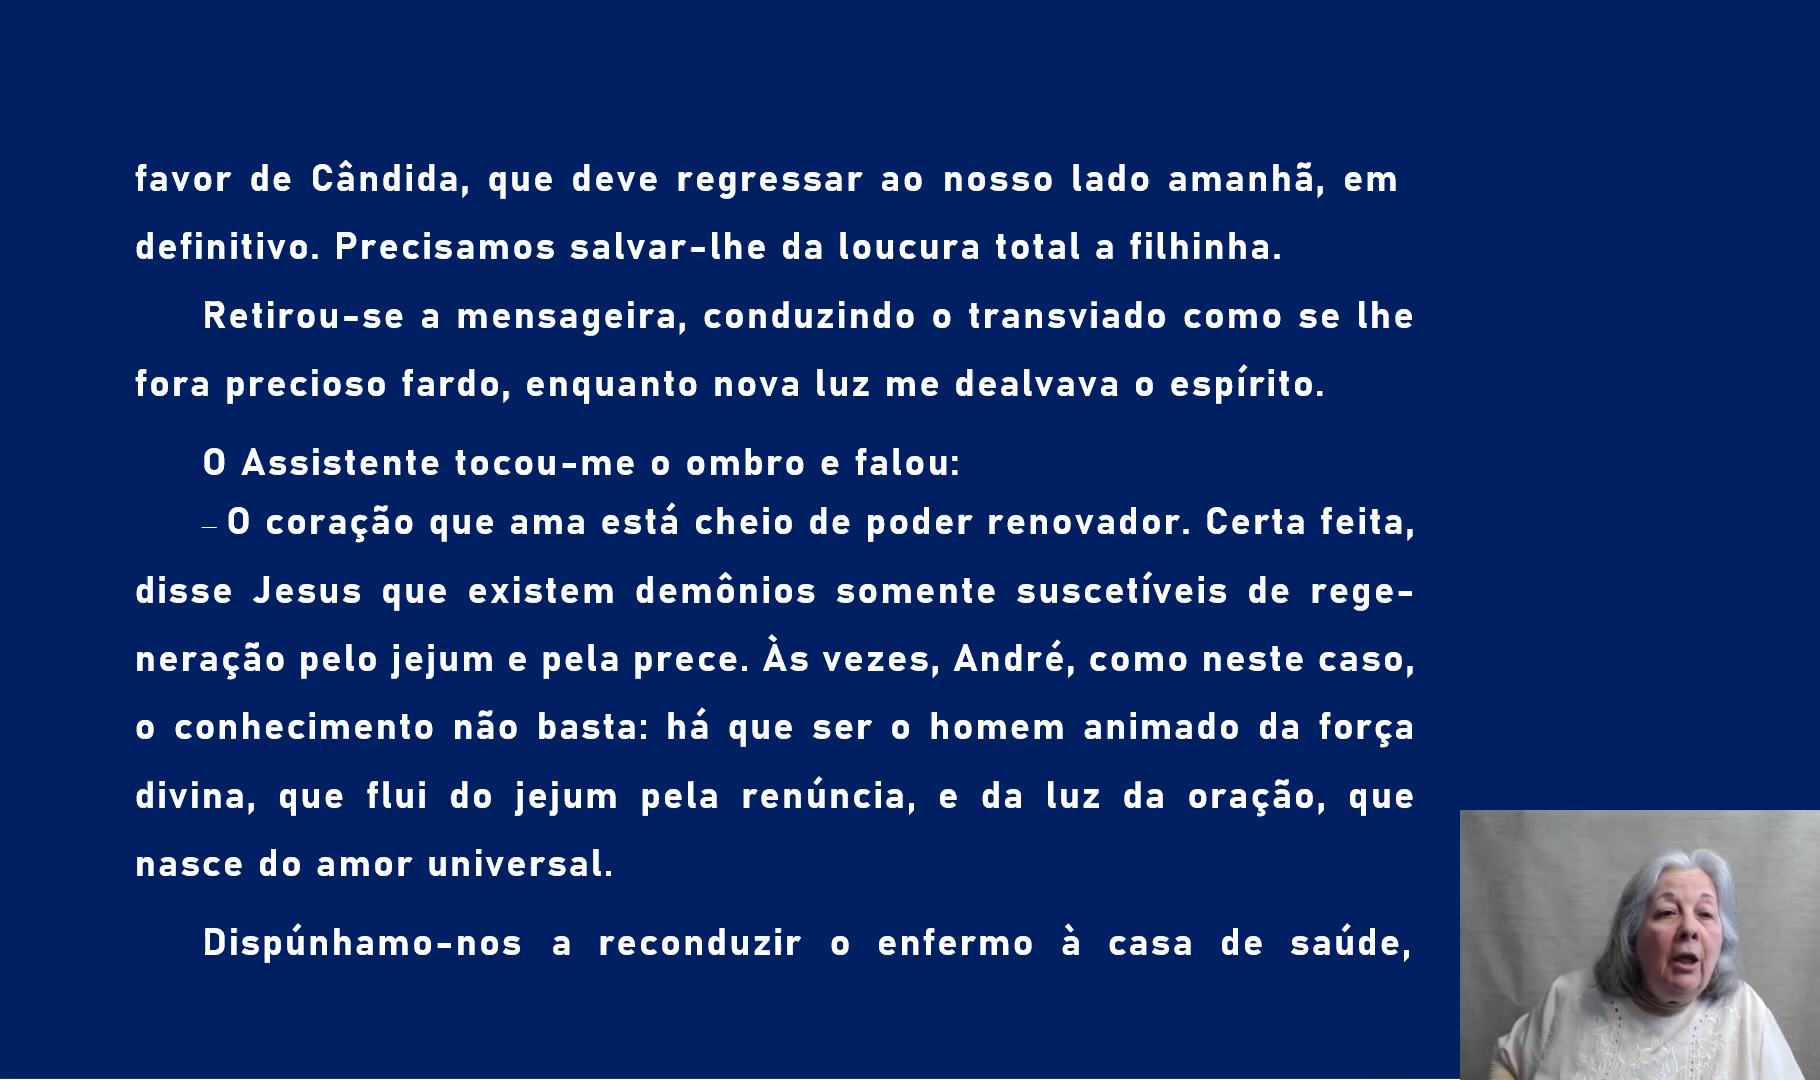 favor de Cândida, que deve regressar ao nosso lado amanhã, em
definitivo. Precisamos salvar-lhe da loucura total a filhinha.
Retirou-se a mensageira, conduzindo o transviado como se lhe
fora precioso fardo, enquanto nova luz me dealvava o espírito.
O Assistente tocou-me o ombro e falou:
– O coração que ama está cheio de poder renovador. Certa feita,
disse Jesus que existem demônios somente suscetíveis de rege-
neração pelo jejum e pela prece. Às vezes, André, como neste caso,
o conhecimento não basta: há que ser o homem animado da força
divina, que flui do jejum pela renúncia, e da luz da oração, que
nasce do amor universal.
Dispúnhamo-nos a reconduzir o enfermo à casa de saúde,